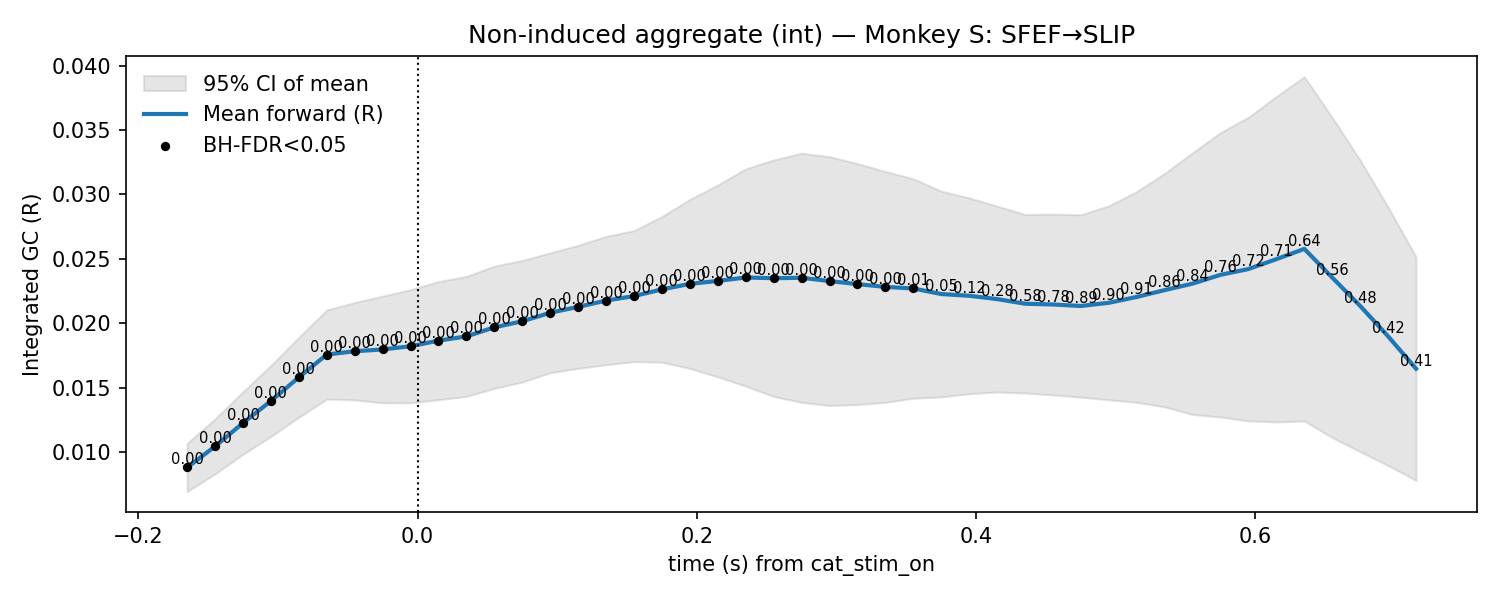 Non-induced aggregate (int) — Monkey S: SFEF→SLIP
Integrated GC (R)
0.040
0.035
0.030
0.025
0.020
0.015
0.010
95% CI of mean
Mean forward (R)
BH-FDR<0.05
0.00 0.00 0.00 0.00 0.00 0.00 0.00 0.00 0.00 0.00 0.00 0.00 0.00 0.00 0.00 0.00 0.00 0.00 0.00 0.00 0.00 0.00 0.00 0.00 0.00 0.00 0.01 0.05 0.12 0.28 0.58 0.78 0.89 0.90 0.91 0.86 0.84 0.76 0.72 0.71 0.64 0.56 0.48 0.42 0.41
−0.2 0.0 0.2 0.4 0.6
time (s) from cat_stim_on